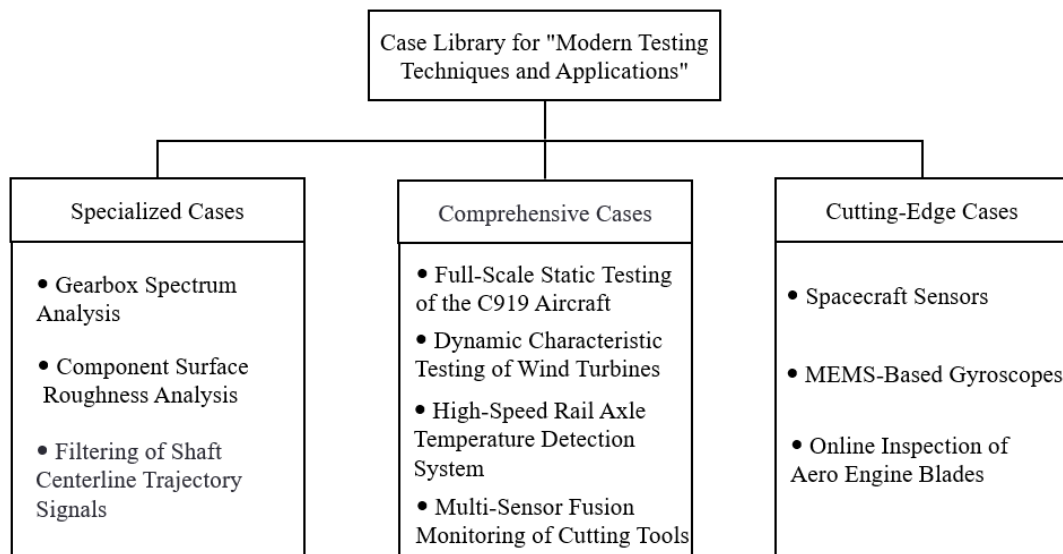 Case Library for "Modern Testing
Techniques and Applications"
Specialized Cases
• Gearbox Spectrum
Analysis
• Component Surface
Roughness Analysis
• Filtering of Shaft
Centerline Trajectory
Signals
Comprehensive Cases
• Full-Scale Static Testing
of the C919 Aircraft
• Dynamic Characteristic
Testing of Wind Turbines
• High-Speed Rail Axle
Temperature Detection
System
• Multi-Sensor Fusion
Monitoring of Cutting Tools
Cutting-Edge Cases
• Spacecraft Sensors
• MEMS-Based Gyroscopes
• Online Inspection of
Aero Engine Blades